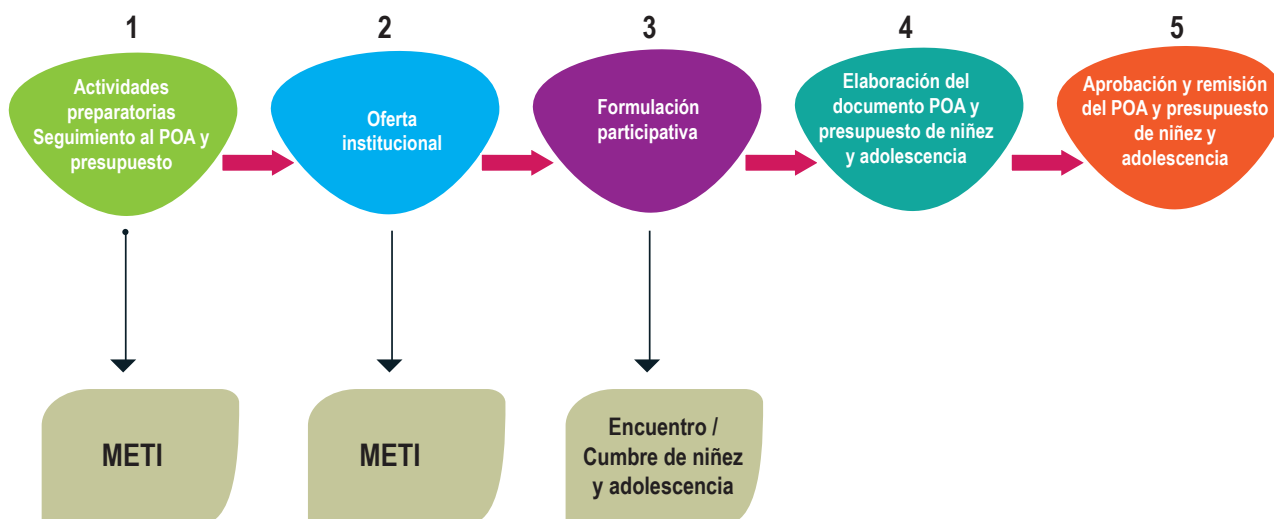 1
2
3
4
5
Actividades
preparatorias
Seguimiento al POA y
presupuesto
Oferta
institucional
Formulación
participativa
Elaboración del
documento POA y
presupuesto de niñez
y adolescencia
Aprobación y remisión
del POA y presupuesto
de niñez y
adolescencia
METI
METI
Encuentro /
Cumbre de niñez
y adolescencia